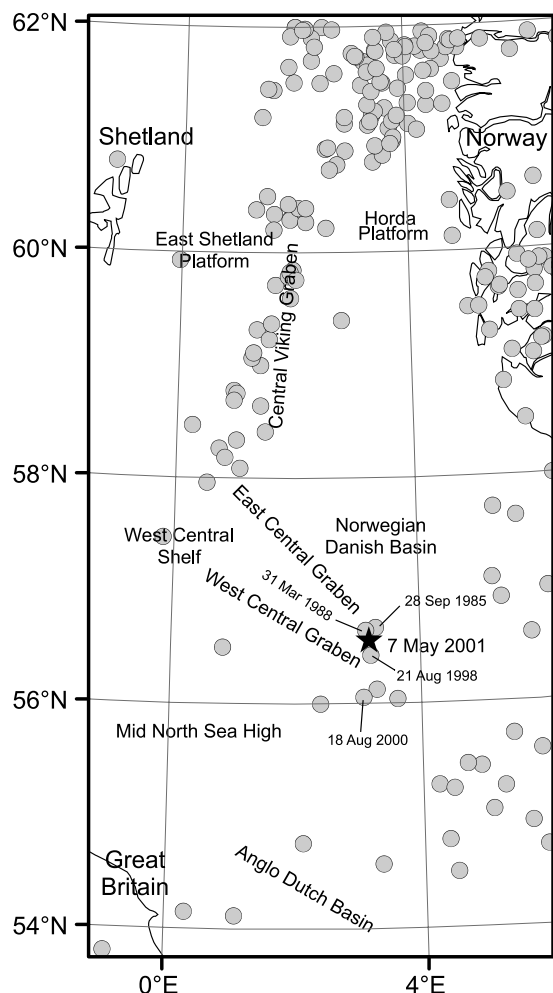 62°N
Shetland
Norway
Horda
Platform
60°N
East Shetland
Platform
Central Viking Graben
58°N
East Central Graben
Norwegian
Danish Basin
West Central
Shelf
31 Mar 1988
28 Sep 1985
West Central Graben
7 May 2001
21 Aug 1998
56°N
Mid North Sea High
18 Aug 2000
Great
Britain
Anglo Dutch Basin
54°N
0°E
4°E